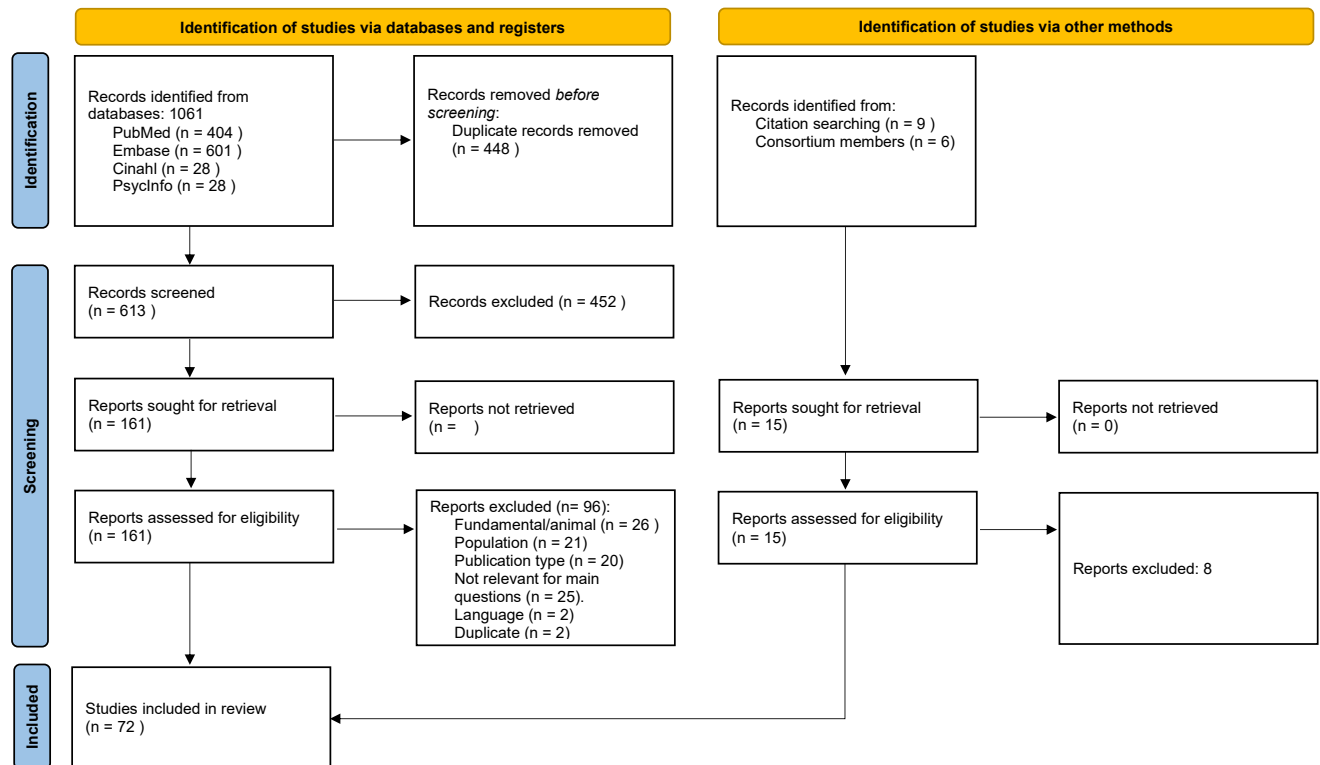 Identification of studies via databases and registers
Identification of studies via other methods
Identification
Records identified from
databases: 1061
PubMed (n = 404 )
Embase (n = 601 )
Cinahl (n = 28 )
PsycInfo (n = 28 )
Records removed before
screening:
Duplicate records removed
(n = 448 )
Records identified from:
Citation searching (n = 9 )
Consortium members (n = 6)
Screening
Records screened
(n = 613 )
Records excluded (n = 452 )
Reports sought for retrieval
(n = 161)
Reports not retrieved
(n = )
Reports sought for retrieval
(n = 15)
Reports not retrieved
(n = 0)
Reports assessed for eligibility
(n = 161)
Reports excluded (n= 96):
Fundamental/animal (n = 26 )
Population (n = 21)
Publication type (n = 20)
Not relevant for main
questions (n = 25).
Language (n = 2)
Duplicate (n = 2)
Reports assessed for eligibility
(n = 15)
Reports excluded: 8
Included
Studies included in review
(n = 72 )